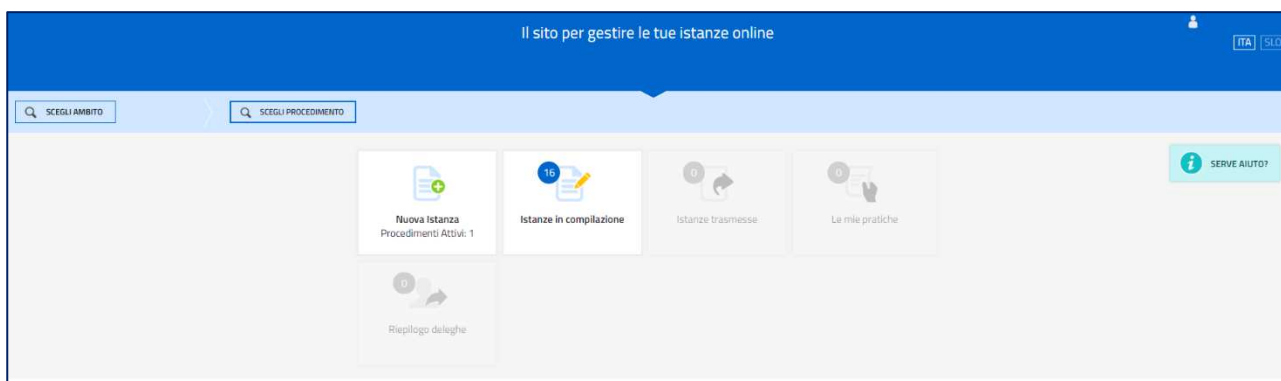 Il sito per gestire le tue istanze online
ITA SLO
SCEGLI AMBITO
SCEGLI PROCEDIMENTO
SERVE AIUTO?
16
0
0
Nuova Istanza
Procedimenti Attivi: 1
Istanze in compilazione
Istanze trasmesse
Le mie pratiche
0
Riepilogo deleghe